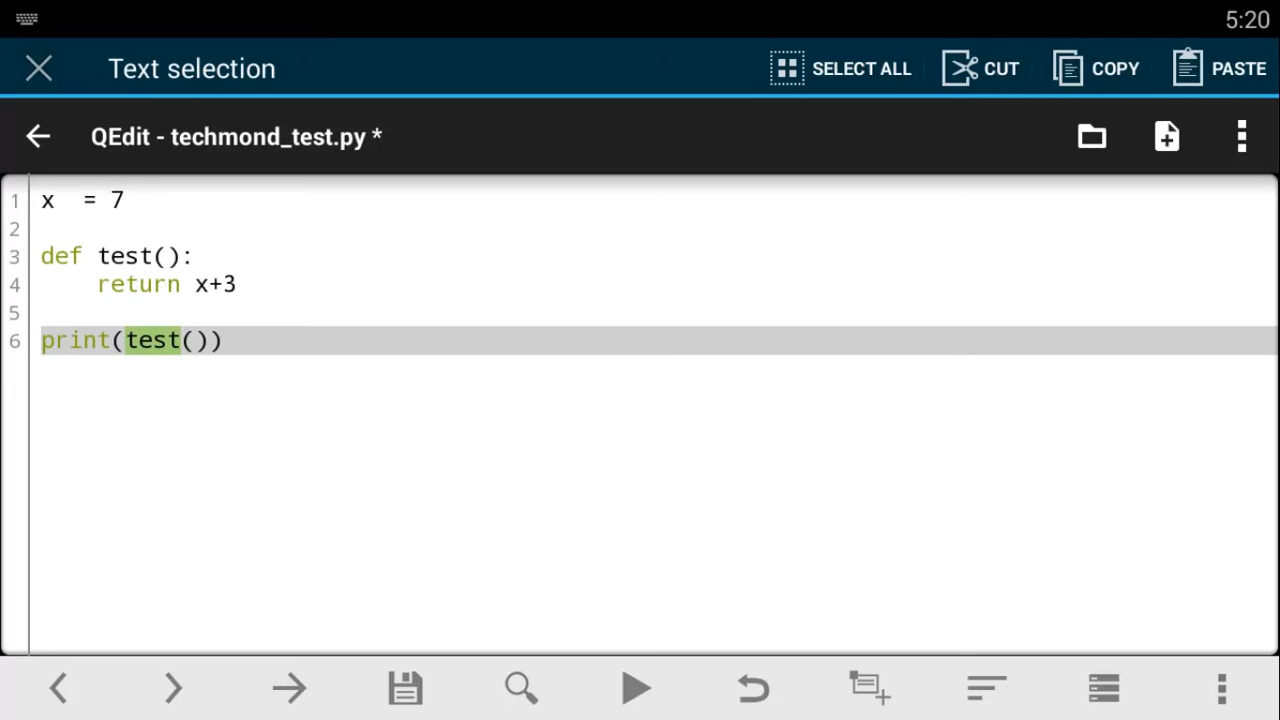 5:20
Text selection SELECT ALL CUT COPY PASTE
QEdit - techmond_test.py *
1 x  = 7
2
3 def test():
4     return x+3
5
6 print(test())